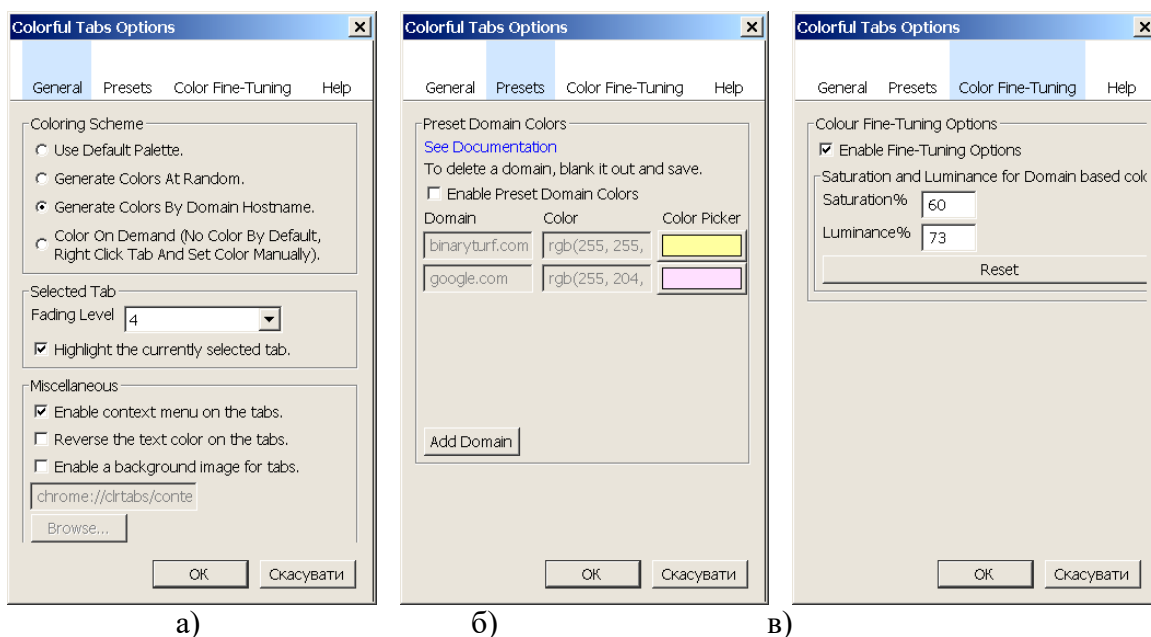 Colorful Tabs Options
General Presets Color Fine-Tuning Help
Coloring Scheme
Use Default Palette.
Generate Colors At Random.
Generate Colors By Domain Hostname.
Color On Demand (No Color By Default,
Right Click Tab And Set Color Manually).
Selected Tab
Fading Level 4
Highlight the currently selected tab.
Miscellaneous
Enable context menu on the tabs.
Reverse the text color on the tabs.
Enable a background image for tabs.
chrome://clrtabs/conte
Browse...
ОК Скасувати
а)
Colorful Tabs Options
General Presets Color Fine-Tuning Help
Preset Domain Colors
See Documentation
To delete a domain, blank it out and save.
Enable Preset Domain Colors
Domain Color Color Picker
binaryturf.com rgb(255, 255,
google.com rgb(255, 204,
Add Domain
ОК Скасувати
б)
Colorful Tabs Options
General Presets Color Fine-Tuning Help
Colour Fine-Tuning Options
Enable Fine-Tuning Options
Saturation and Luminance for Domain based colo
Saturation% 60
Luminance% 73
Reset
ОК Скасувати
в)